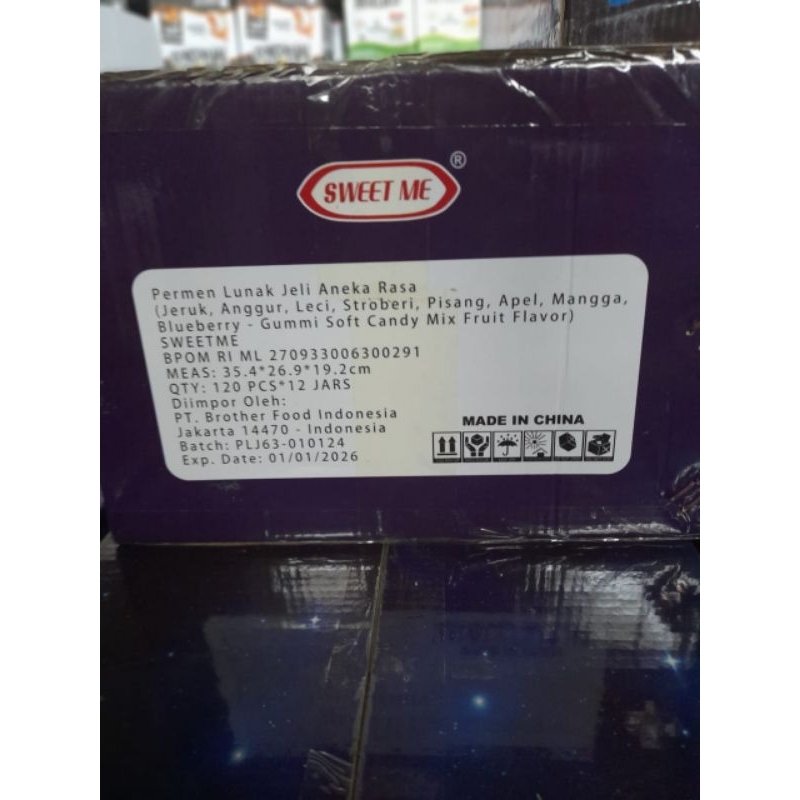 SWEET ME ®
Permen Lunak Jeli Aneka Rasa
(Jeruk, Anggur, Leci, Stroberi, Pisang, Apel, Mangga,
Blueberry - Gummi Soft Candy Mix Fruit Flavor)
SWEETME
BPOM RI ML 270933006300291
MEAS: 35.4*26.9*19.2cm
QTY: 120 PCS*12 JARS
Diimpor Oleh:
PT. Brother Food Indonesia
Jakarta 14470 - Indonesia
Batch: PLJ63-010124
Exp. Date: 01/01/2026
MADE IN CHINA